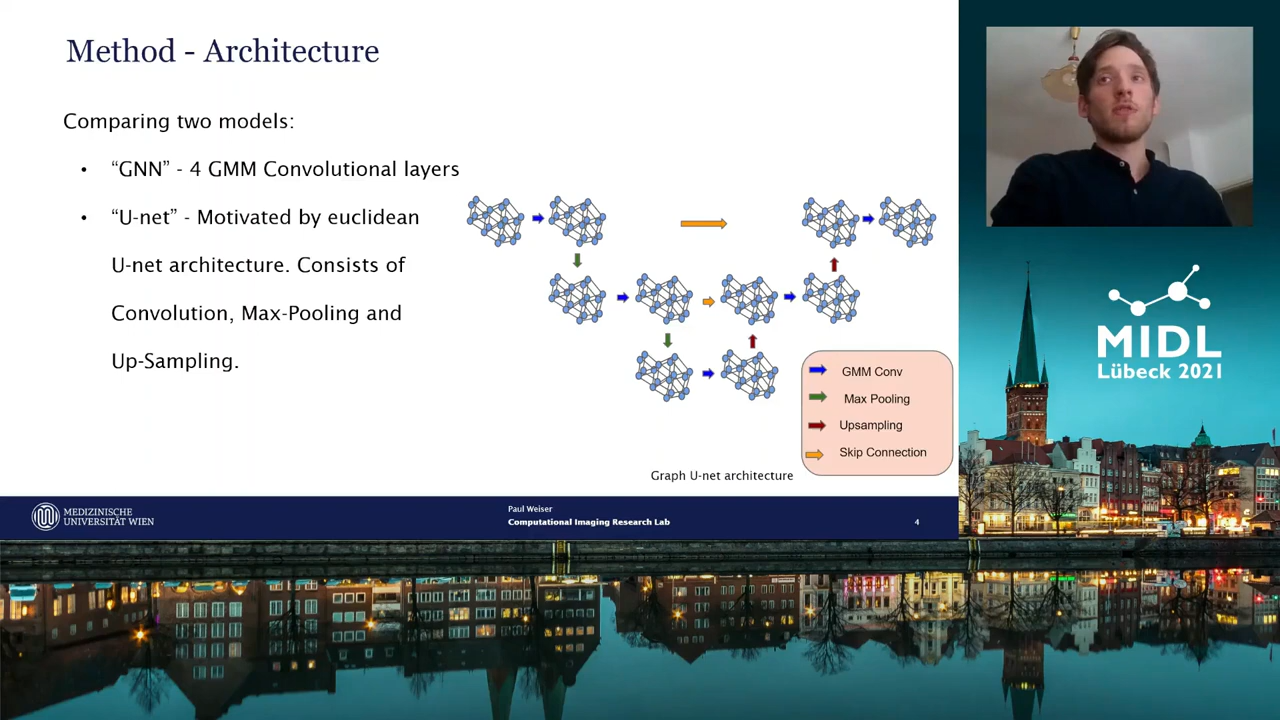 Method - Architecture
Comparing two models:
• “GNN” - 4 GMM Convolutional layers
• “U-net” - Motivated by euclidean
U-net architecture. Consists of
Convolution, Max-Pooling and
Up-Sampling.
GMM Conv
Max Pooling
Upsampling
Skip Connection
Graph U-net architecture
MEDIZINISCHE
UNIVERSITÄT WIEN
Paul Weiser
Computational Imaging Research Lab
4
MIDL
Lübeck 2021